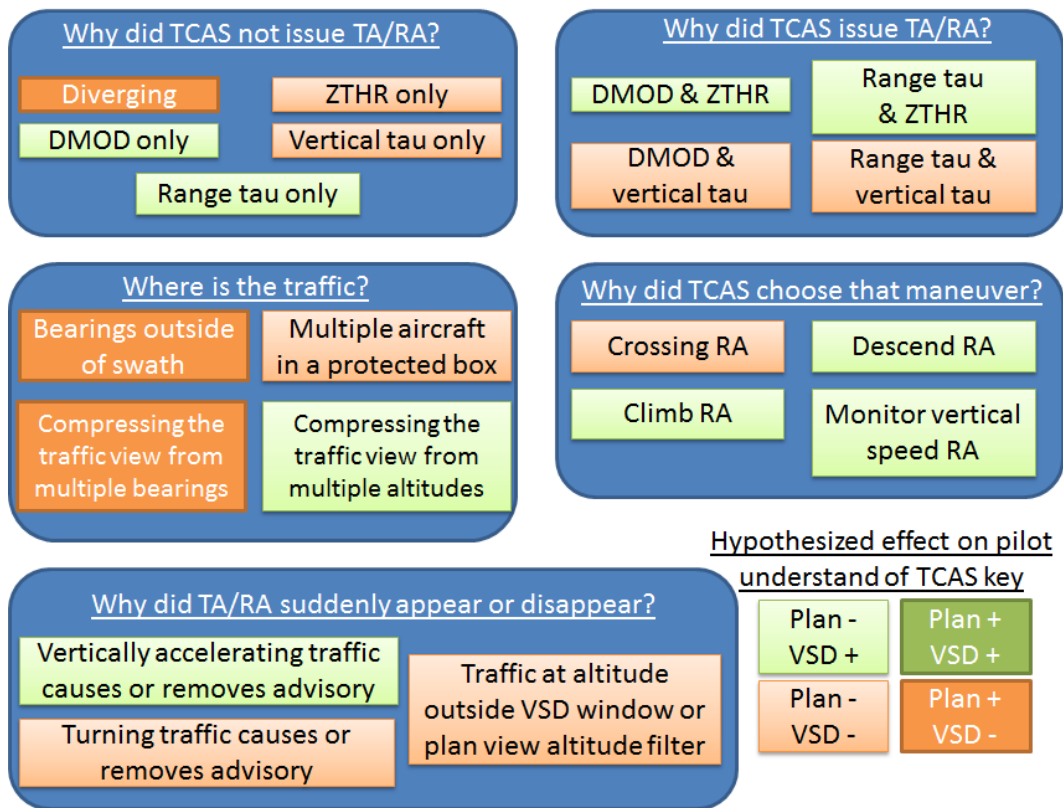 Why did TCAS not issue TA/RA?
Diverging
ZTHR only
DMOD only
Vertical tau only
Range tau only
Why did TCAS issue TA/RA?
DMOD & ZTHR
Range tau
& ZTHR
DMOD &
vertical tau
Range tau &
vertical tau
Where is the traffic?
Bearings outside
of swath
Multiple aircraft
in a protected box
Compressing the
traffic view from
multiple bearings
Compressing the
traffic view from
multiple altitudes
Why did TCAS choose that maneuver?
Crossing RA
Descend RA
Climb RA
Monitor vertical
speed RA
Why did TA/RA suddenly appear or disappear?
Vertically accelerating traffic
causes or removes advisory
Turning traffic causes or
removes advisory
Traffic at altitude
outside VSD window or
plan view altitude filter
Hypothesized effect on pilot
understand of TCAS key
Plan -
VSD +
Plan +
VSD +
Plan -
VSD -
Plan +
VSD -